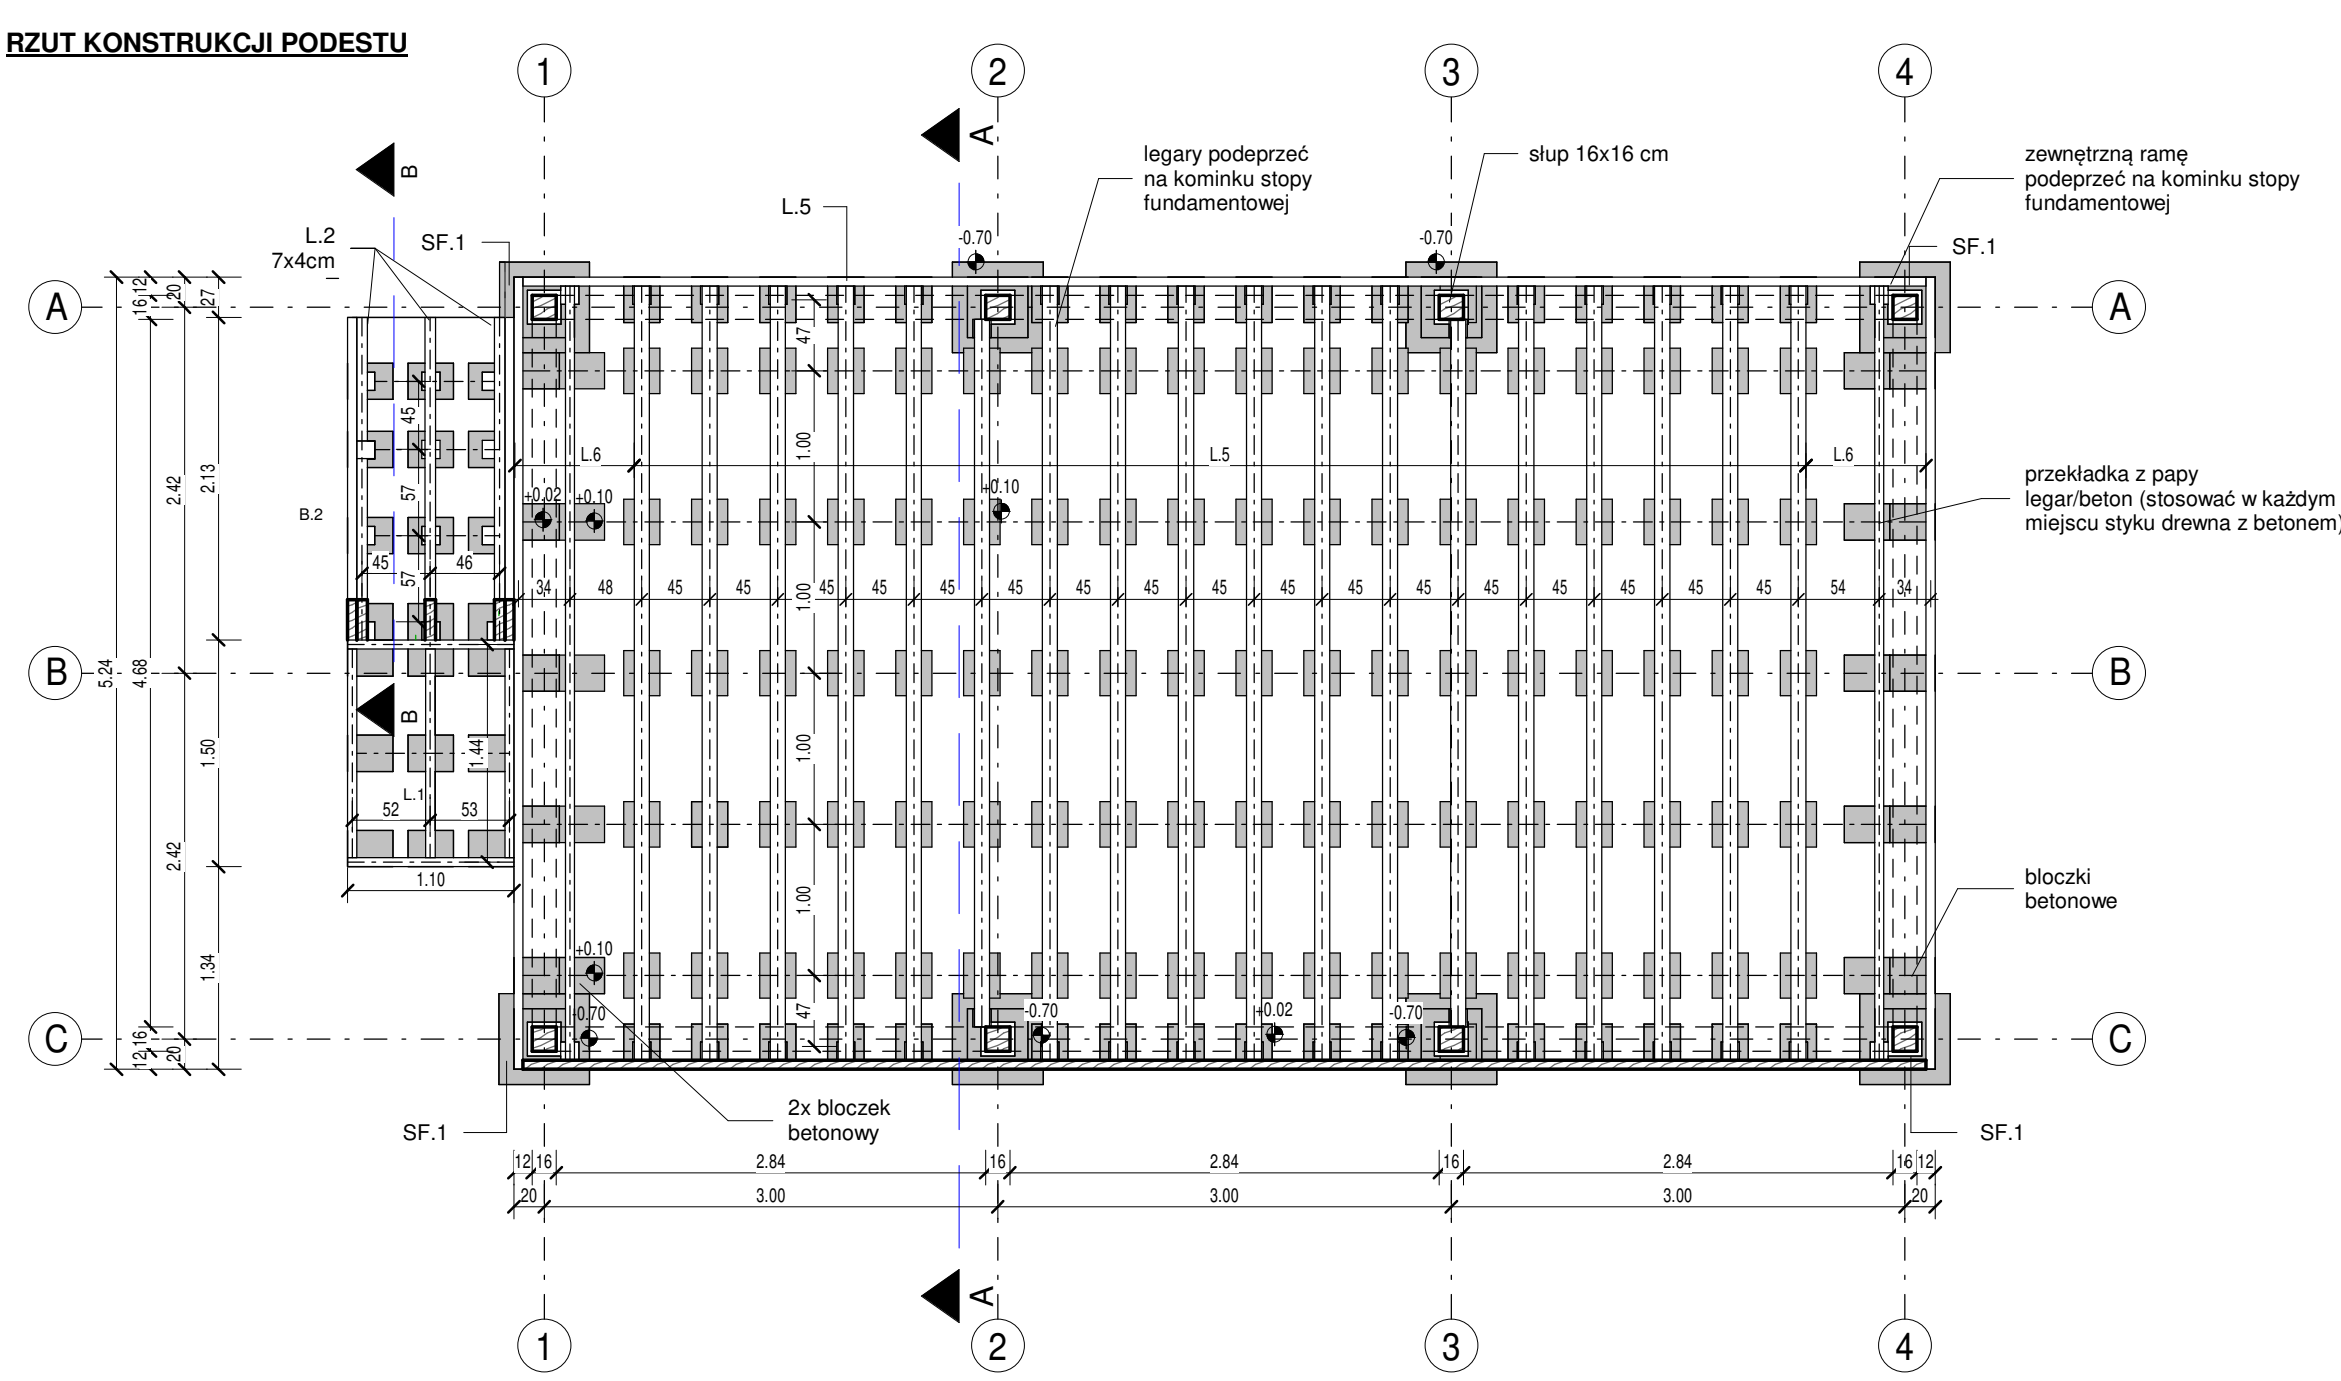 RZUT KONSTRUKCJI PODESTU
1
2
3
4
A
A
B
legary podeprzeć
na kominku stopy
fundamentowej
słup 16x16 cm
zewnętrzną ramę
podeprzeć na kominku stopy
fundamentowej
L.5
L.2
7x4cm
SF.1
-0.70
-0.70
SF.1
A
12
16
20
27
47
45
1.00
L.6
L.5
L.6
2.42
2.13
B.2
57
+0.02
+0.10
+0.10
przekładka z papy
legar/beton (stosować w każdym
miejscu styku drewna z betonem)
45
46
57
34
48
45
45
1.00
45
45
45
45
45
45
45
45
45
45
45
45
45
45
54
34
B
5.24
4.68
B
B
1.50
1.44
1.00
L.1
52
53
2.42
1.10
1.00
bloczki
betonowe
1.34
+0.10
-0.70
47
-0.70
+0.02
-0.70
C
C
16
12
20
2x bloczek
betonowy
SF.1
SF.1
12
16
2.84
16
2.84
16
2.84
16
12
20
3.00
3.00
3.00
20
A
1
2
3
4